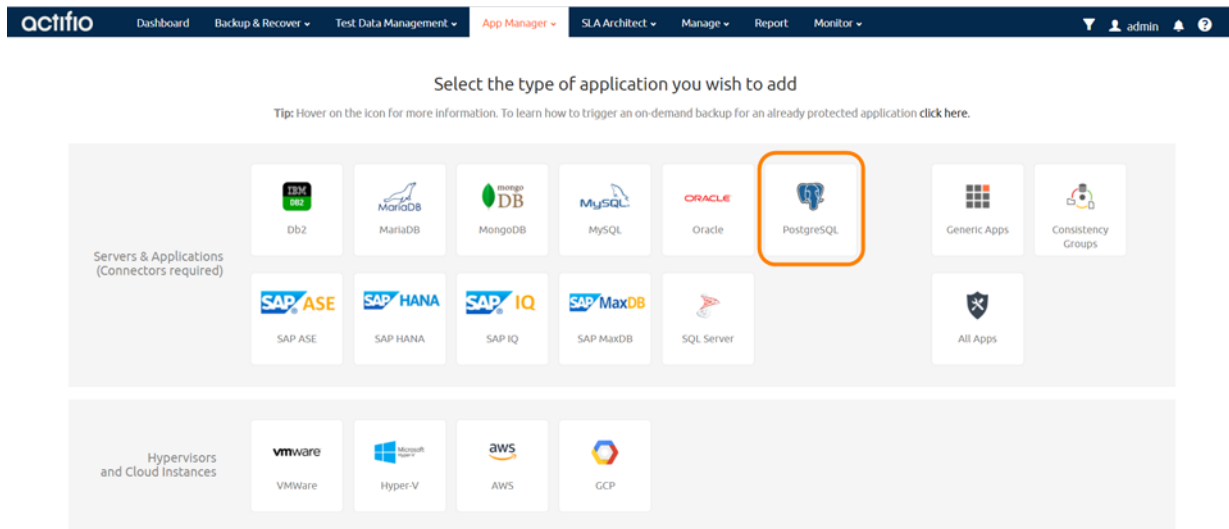 actifio Dashboard Backup & Recover Test Data Management App Manager SLA Architect Manage Report Monitor admin ?
Select the type of application you wish to add
Tip: Hover on the icon for more information. To learn how to trigger an on-demand backup for an already protected application click here.
Servers & Applications
(Connectors required)
IBM
DB2
Db2
MariaDB
MariaDB
mongo
DB
MongoDB
MySQL
MySQL
ORACLE
Oracle
PostgreSQL
Generic Apps
Consistency
Groups
SAP ASE
SAP ASE
SAP HANA
SAP HANA
SAP IQ
SAP IQ
SAP MaxDB
SAP MaxDB
SQL Server
All Apps
Hypervisors
and Cloud Instances
vmware
VMWare
Microsoft
Hyper-V
Hyper-V
aws
AWS
GCP